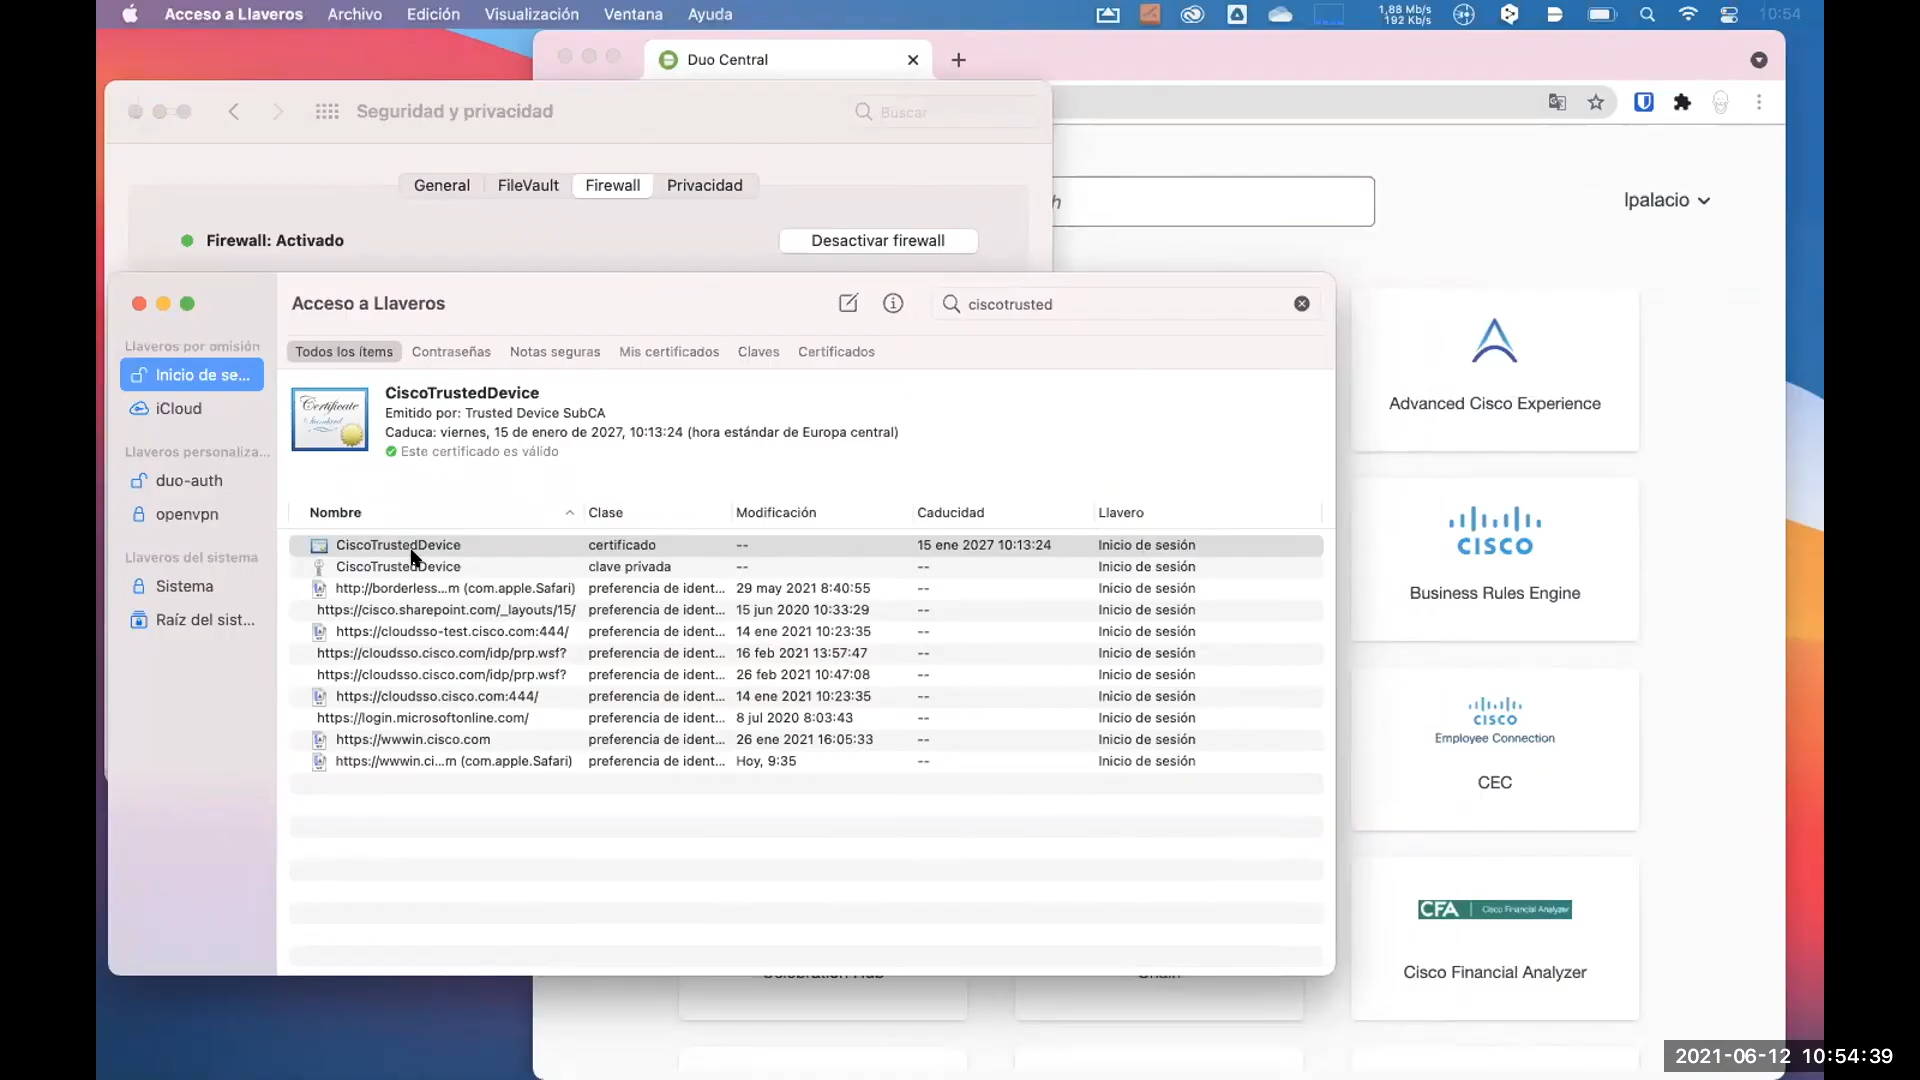 Acceso a Llaveros Archivo Edición Visualización Ventana Ayuda 1,88 Mb/s 192 Kb/s 10:54
Duo Central
Seguridad y privacidad Buscar
General FileVault Firewall Privacidad
Firewall: Activado Desactivar firewall
h
lpalacio
Acceso a Llaveros ciscotrusted
Llaveros por omisión
Inicio de se...
iCloud
Llaveros personaliza...
duo-auth
openvpn
Llaveros del sistema
Sistema
Raíz del sist...
Todos los ítems Contraseñas Notas seguras Mis certificados Claves Certificados
Certificate
Standard
CiscoTrustedDevice
Emitido por: Trusted Device SubCA
Caduca: viernes, 15 de enero de 2027, 10:13:24 (hora estándar de Europa central)
Este certificado es válido
Nombre Clase Modificación Caducidad Llavero
CiscoTrustedDevice certificado -- 15 ene 2027 10:13:24 Inicio de sesión
CiscoTrustedDevice clave privada -- -- Inicio de sesión
http://borderless...m (com.apple.Safari) preferencia de ident... 29 may 2021 8:40:55 -- Inicio de sesión
https://cisco.sharepoint.com/_layouts/15/ preferencia de ident... 15 jun 2020 10:33:29 -- Inicio de sesión
https://cloudsso-test.cisco.com:444/ preferencia de ident... 14 ene 2021 10:23:35 -- Inicio de sesión
https://cloudsso.cisco.com/idp/prp.wsf? preferencia de ident... 16 feb 2021 13:57:47 -- Inicio de sesión
https://cloudsso.cisco.com/idp/prp.wsf? preferencia de ident... 26 feb 2021 10:47:08 -- Inicio de sesión
https://cloudsso.cisco.com:444/ preferencia de ident... 14 ene 2021 10:23:35 -- Inicio de sesión
https://login.microsoftonline.com/ preferencia de ident... 8 jul 2020 8:03:43 -- Inicio de sesión
https://wwwin.cisco.com preferencia de ident... 26 ene 2021 16:05:33 -- Inicio de sesión
https://wwwin.ci...m (com.apple.Safari) preferencia de ident... Hoy, 9:35 -- Inicio de sesión
Advanced Cisco Experience
CISCO
Business Rules Engine
CISCO
Employee Connection
CEC
CFA Cisco Financial Analyzer
Cisco Financial Analyzer
2021-06-12 10:54:39